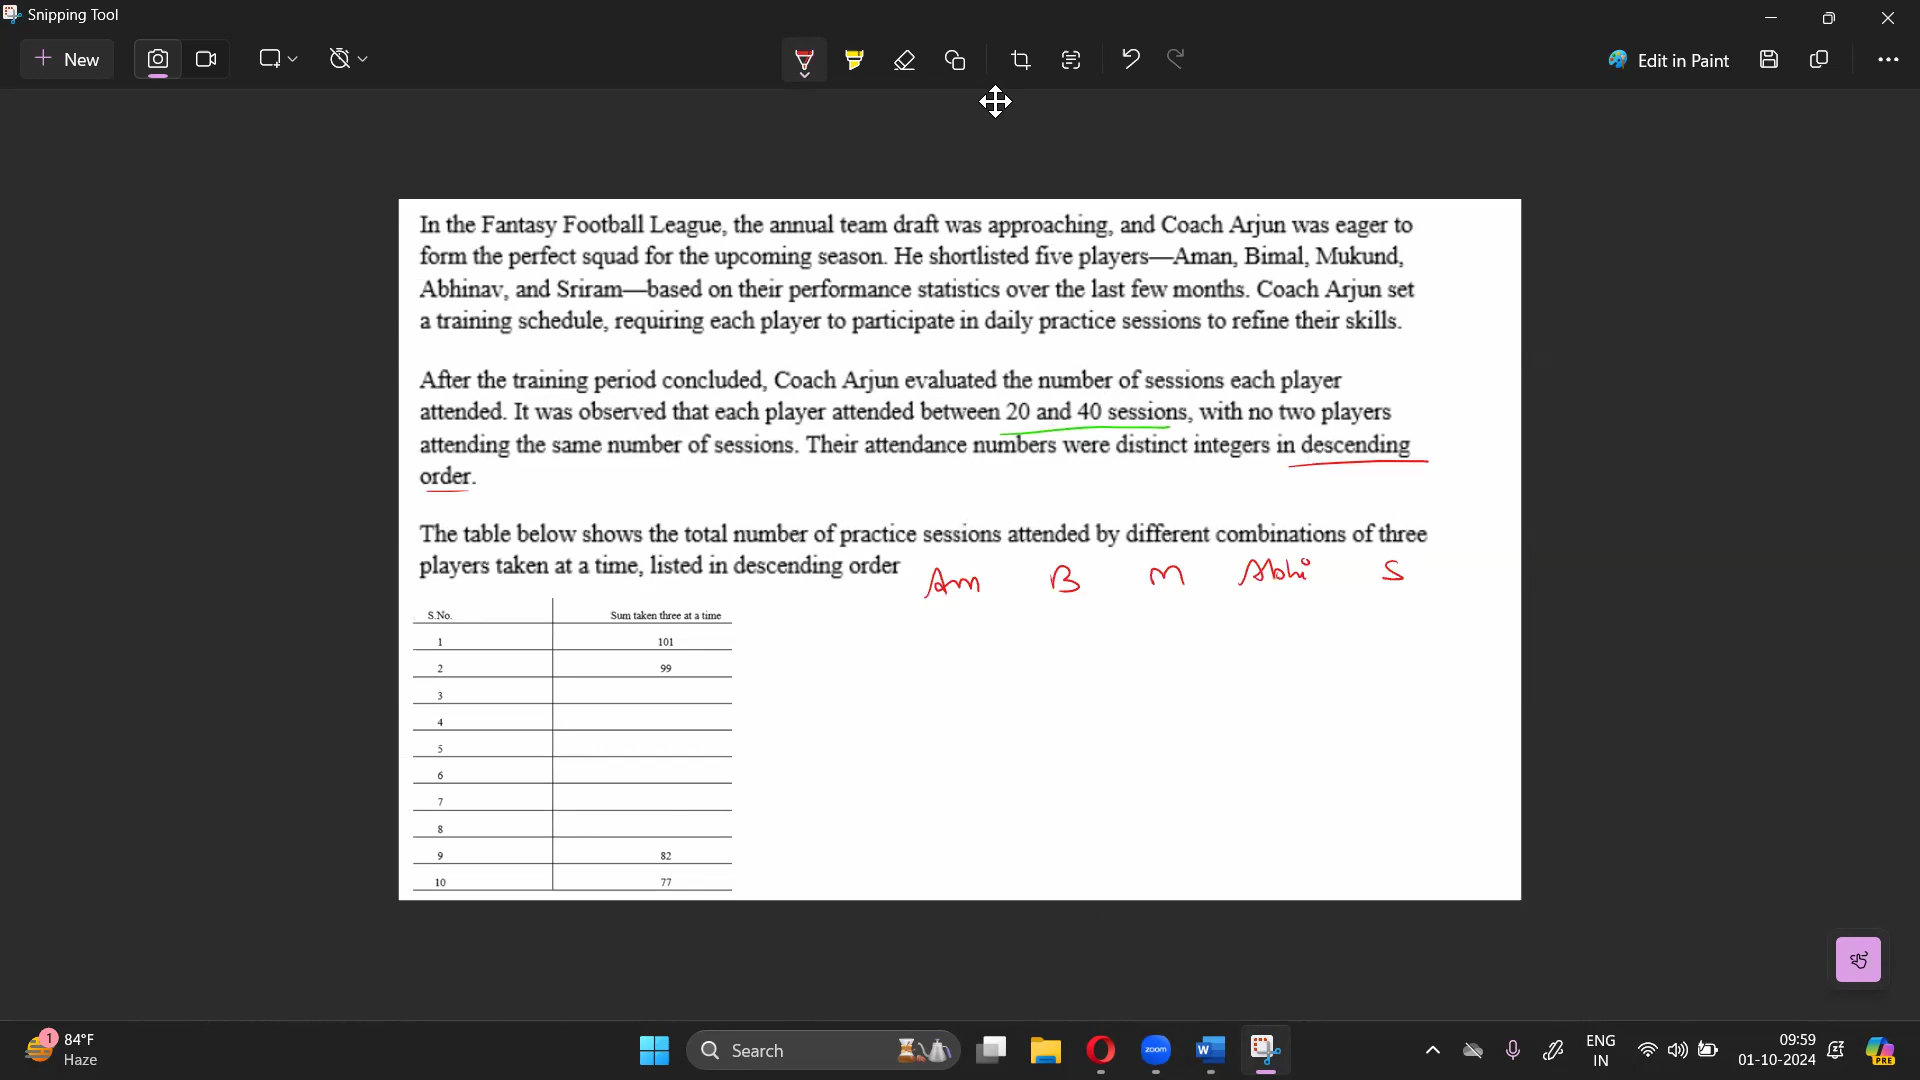 Snipping Tool
New
Edit in Paint
In the Fantasy Football League, the annual team draft was approaching, and Coach Arjun was eager to
form the perfect squad for the upcoming season. He shortlisted five players—Aman, Bimal, Mukund,
Abhinav, and Sriram—based on their performance statistics over the last few months. Coach Arjun set
a training schedule, requiring each player to participate in daily practice sessions to refine their skills.
After the training period concluded, Coach Arjun evaluated the number of sessions each player
attended. It was observed that each player attended between 20 and 40 sessions, with no two players
attending the same number of sessions. Their attendance numbers were distinct integers in descending
order.
The table below shows the total number of practice sessions attended by different combinations of three
players taken at a time, listed in descending order
Am B M Abhi S
S.No. Sum taken three at a time
1 101
2 99
3
4
5
6
7
8
9 82
10 77
1 84°F
Haze
Search
zoom
W
ENG
IN
09:59
01-10-2024
PRE